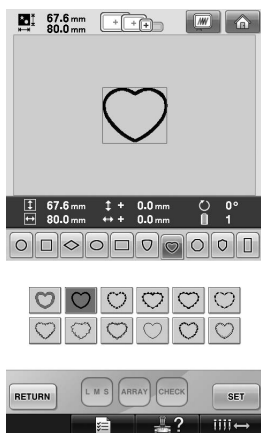 67.6 mm
80.0 mm
67.6 mm + 0.0 mm 0°
80.0 mm + 0.0 mm 1
RETURN L M S ARRAY CHECK SET
?